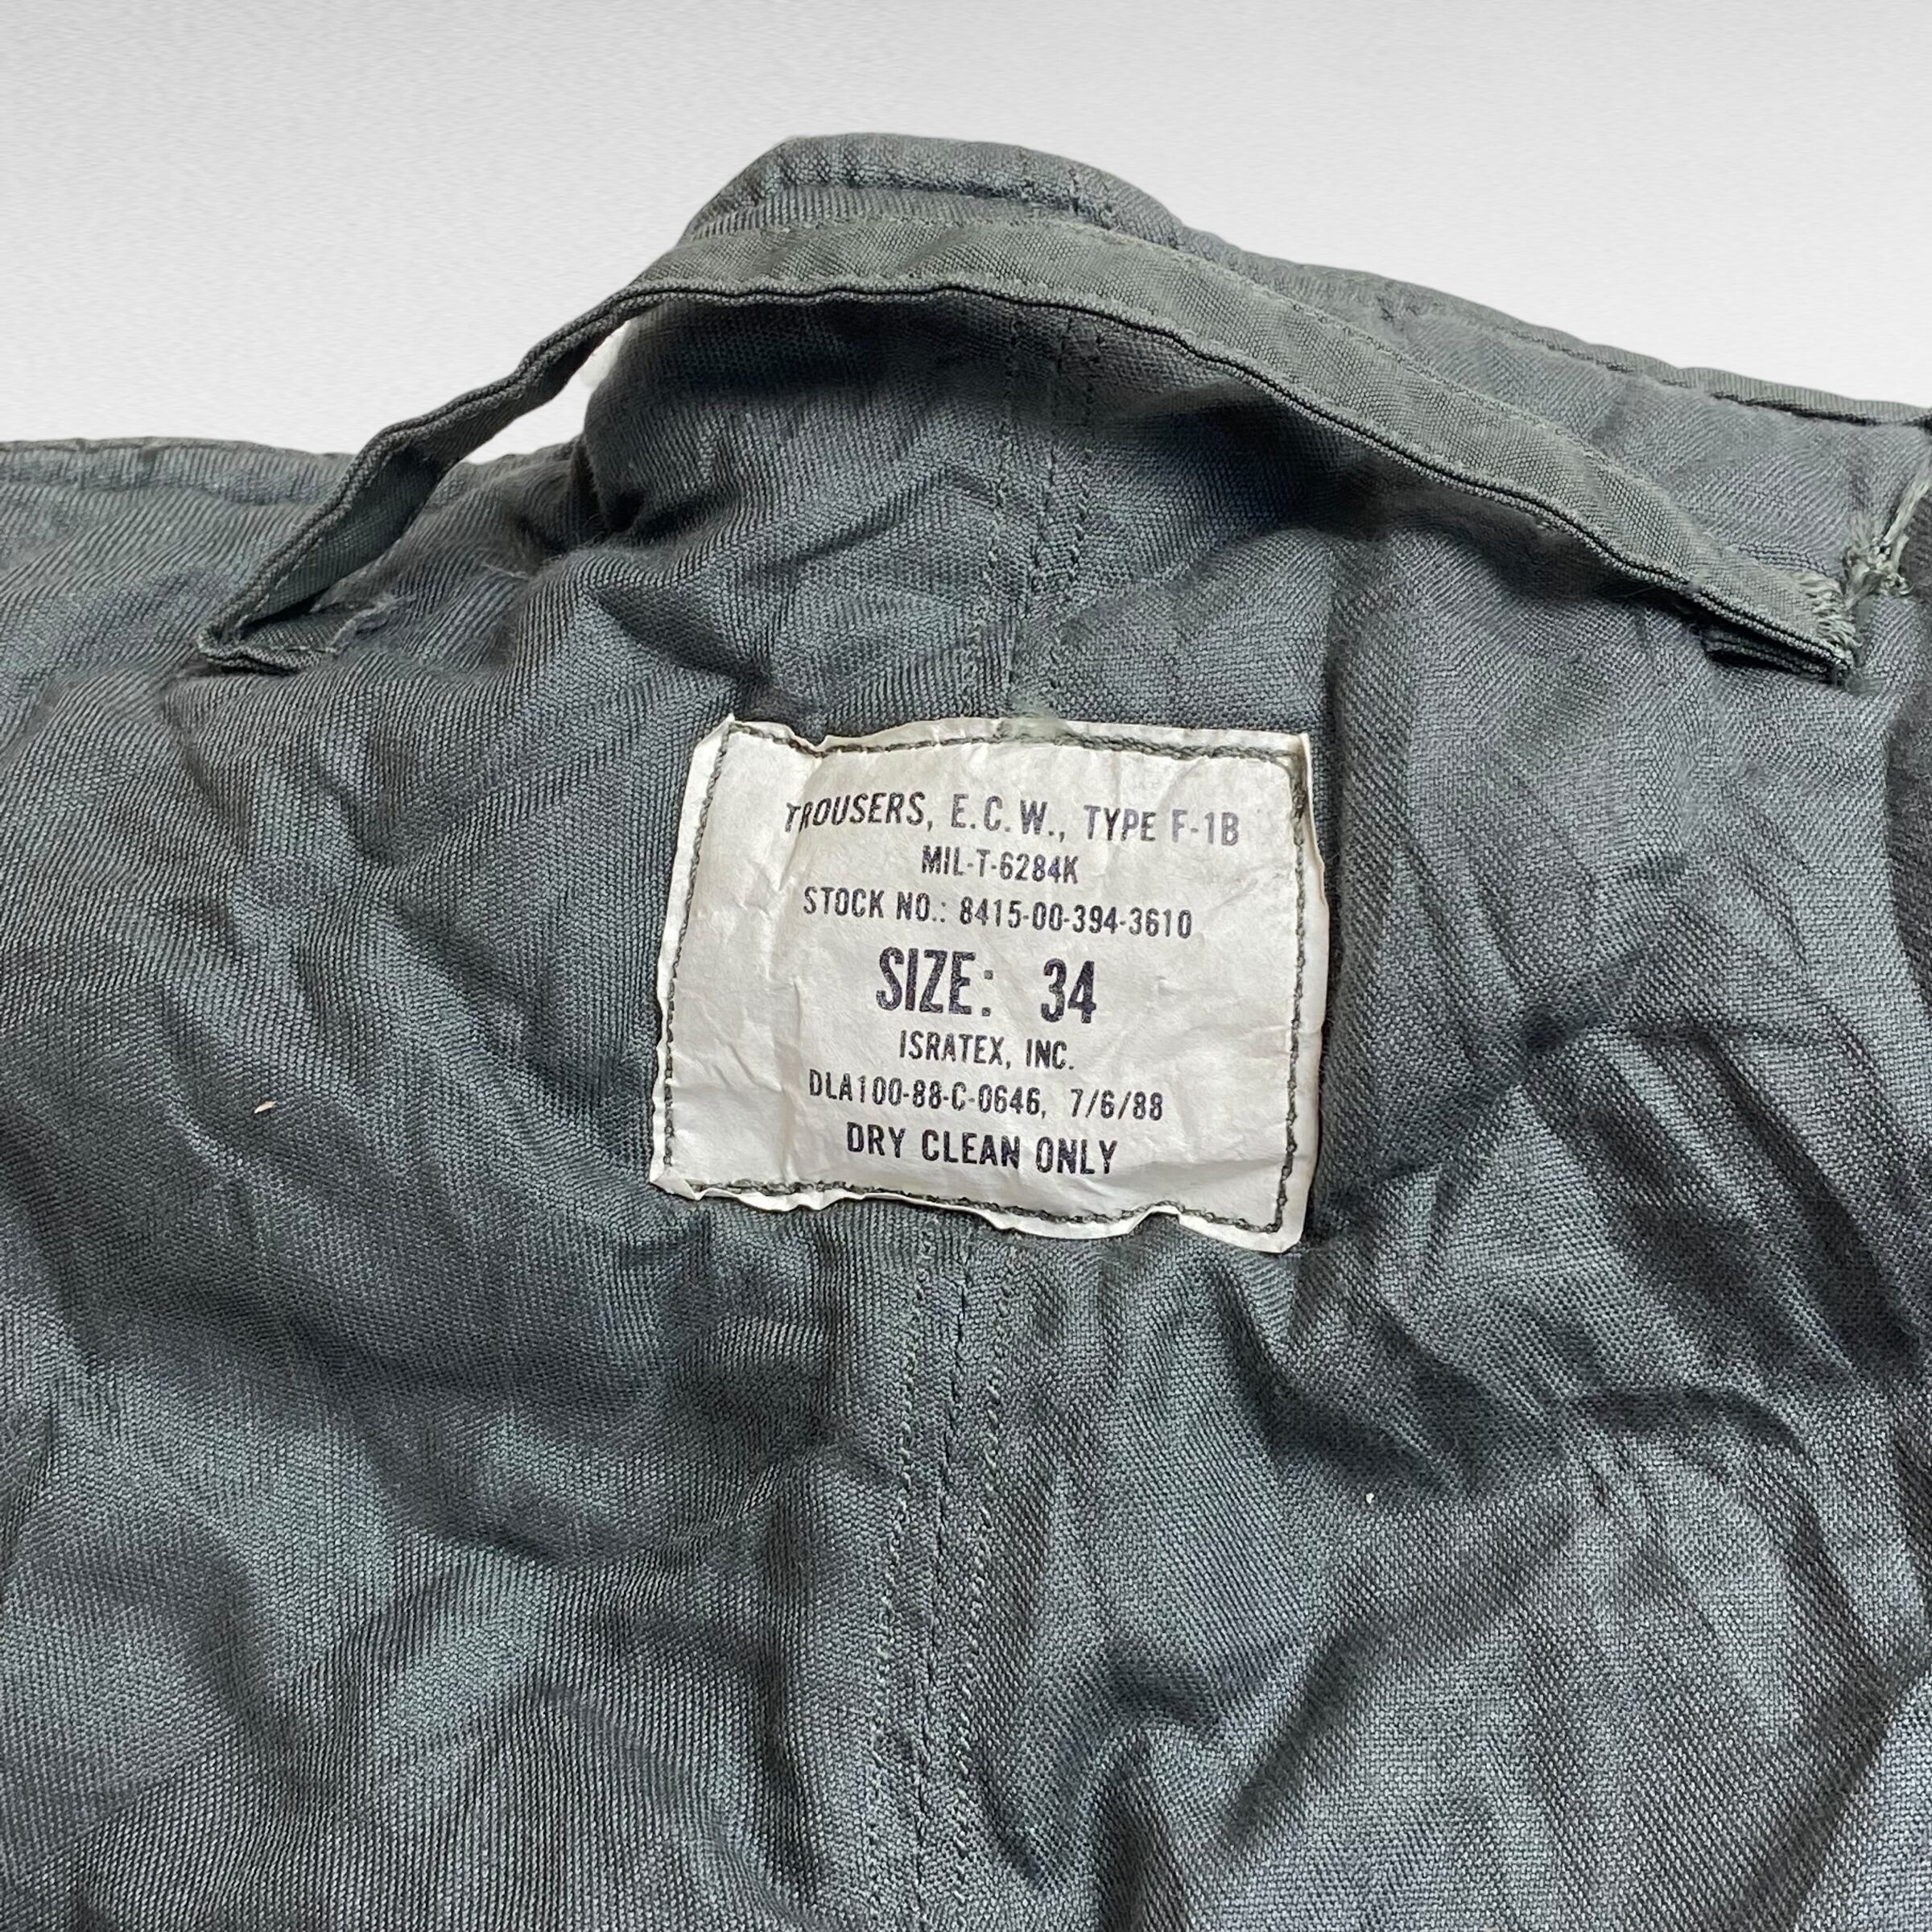 TROUSERS, E.C.W., TYPE F-1B
MIL-T-6284K
STOCK NO.: 8415-00-394-3610
SIZE: 34
ISRATEX, INC.
DLA100-88-C-0646, 7/6/88
DRY CLEAN ONLY